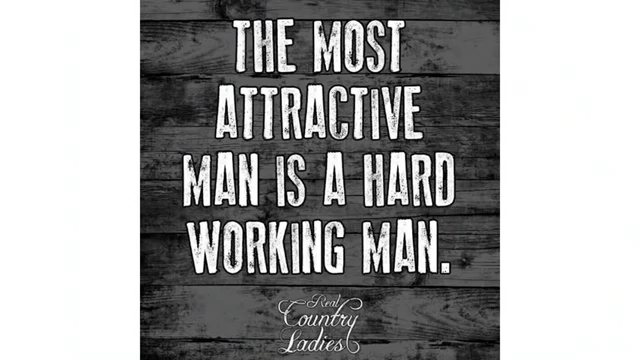 THE MOST
ATTRACTIVE
MAN IS A HARD
WORKING MAN.
Real
Country
Ladies